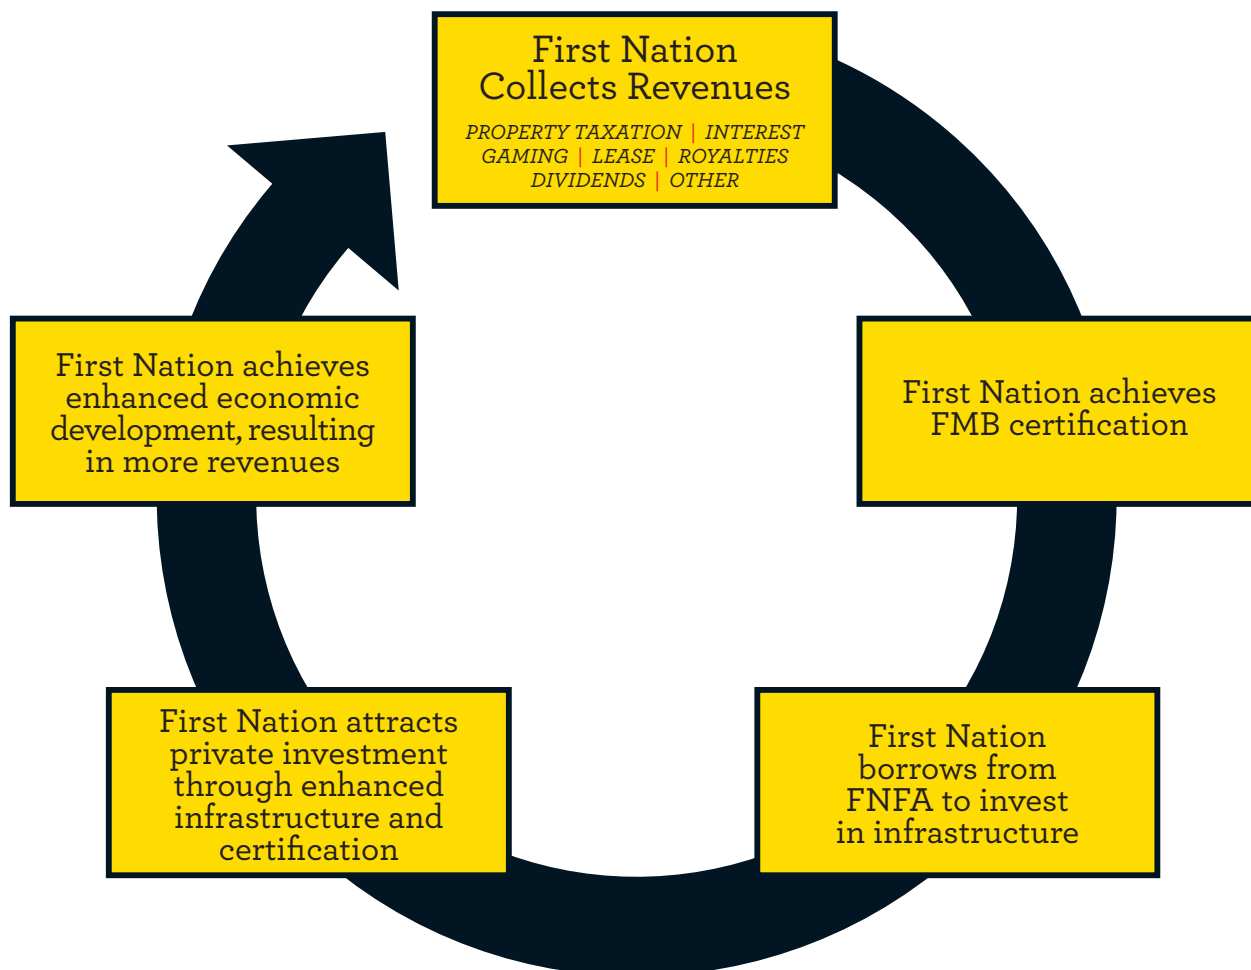 First Nation
Collects Revenues
PROPERTY TAXATION | INTEREST
GAMING | LEASE | ROYALTIES
DIVIDENDS | OTHER
First Nation achieves
FMB certification
First Nation
borrows from
FNFA to invest
in infrastructure
First Nation attracts
private investment
through enhanced
infrastructure and
certification
First Nation achieves
enhanced economic
development, resulting
in more revenues